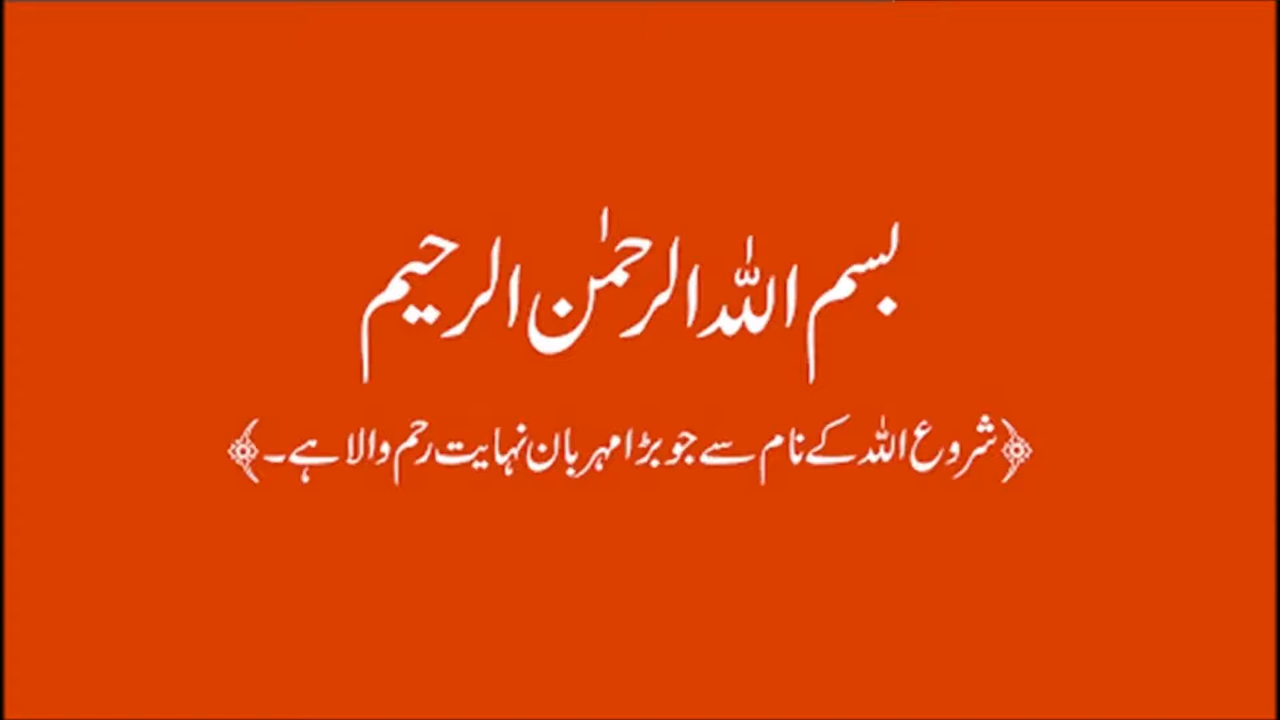 بسم اللہ الرحمٰن الرحیم
﴿شروع اللہ کے نام سے جو بڑا مہربان نہایت رحم والا ہے۔﴾